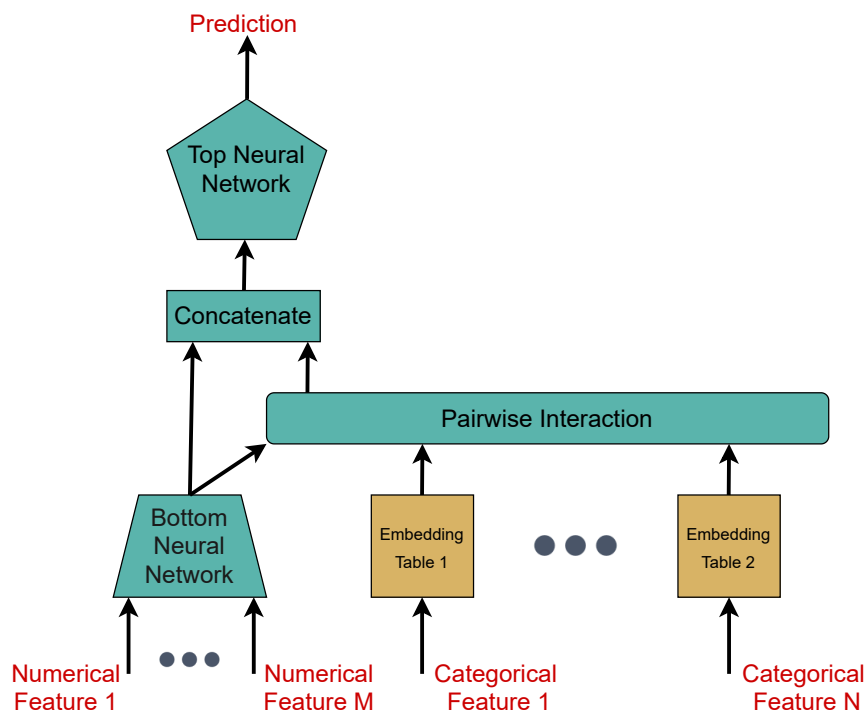 Prediction
Top Neural
Network
Concatenate
Pairwise Interaction
Bottom
Neural
Network
Embedding
Table 1
Embedding
Table 2
Numerical
Feature 1
Numerical
Feature M
Categorical
Feature 1
Categorical
Feature N